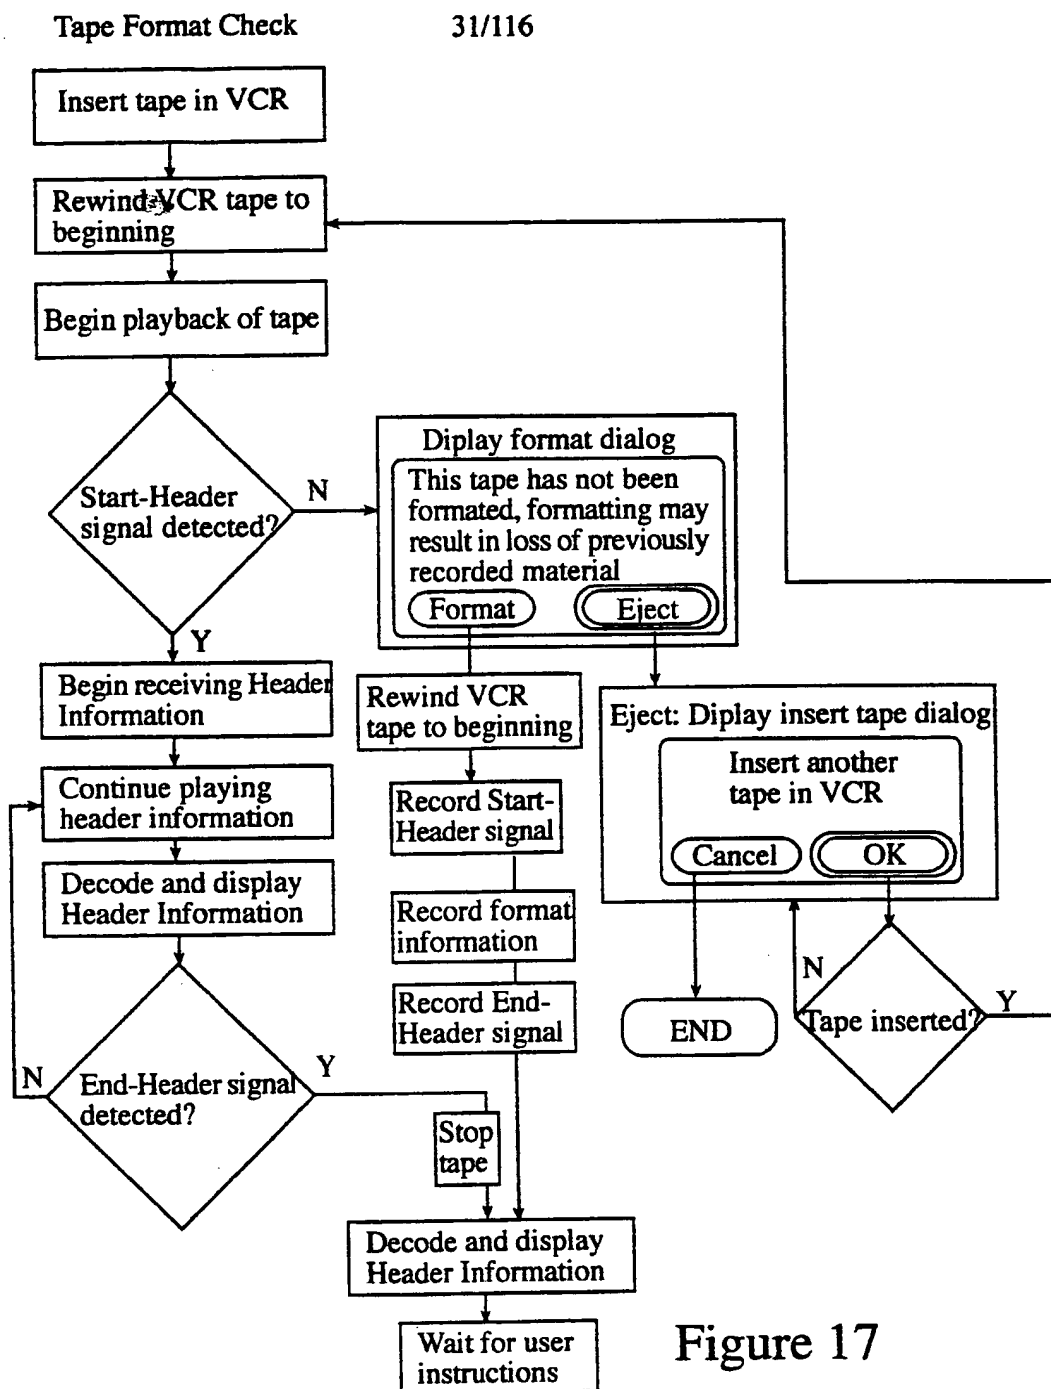 Tape Format Check
31/116
Insert tape in VCR
Rewind VCR tape to
beginning
Begin playback of tape
Start-Header
signal detected?
N
Y
Diplay format dialog
This tape has not been
formated, formatting may
result in loss of previously
recorded material
Format
Eject
Begin receiving Header
Information
Continue playing
header information
Decode and display
Header Information
End-Header signal
detected?
N
Y
Rewind VCR
tape to beginning
Record Start-
Header signal
Record format
information
Record End-
Header signal
Stop
tape
Eject: Diplay insert tape dialog
Insert another
tape in VCR
Cancel
OK
END
N
Tape inserted?
Y
Decode and display
Header Information
Wait for user
instructions
Figure 17